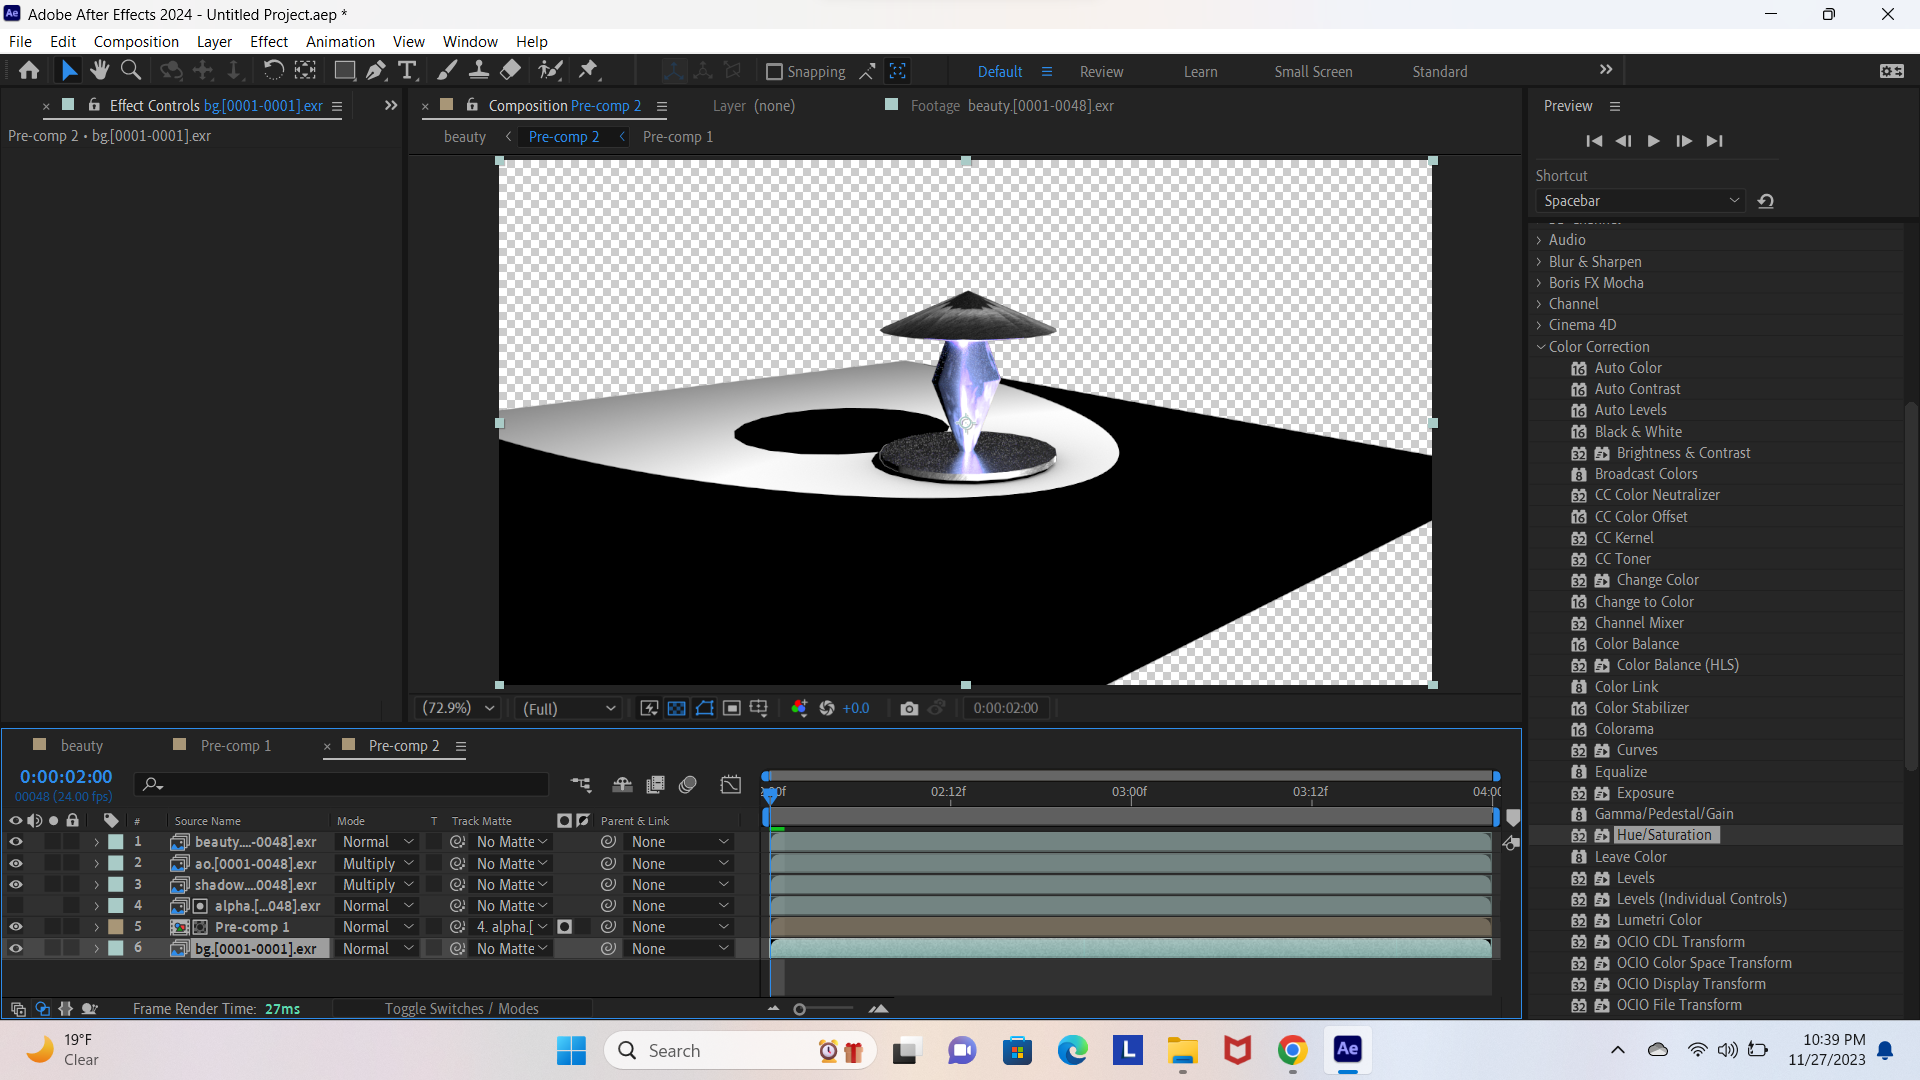 Adobe After Effects 2024 - Untitled Project.aep *
File Edit Composition Layer Effect Animation View Window Help
Snapping
Default Review Learn Small Screen Standard
Effect Controls bg.[0001-0001].exr
Composition Pre-comp 2
Layer (none)
Footage beauty.[0001-0048].exr
Preview
Pre-comp 2 • bg.[0001-0001].exr
beauty Pre-comp 2 Pre-comp 1
Shortcut
Spacebar
Audio
Blur & Sharpen
Boris FX Mocha
Channel
Cinema 4D
Color Correction
Auto Color
Auto Contrast
Auto Levels
Black & White
Brightness & Contrast
Broadcast Colors
CC Color Neutralizer
CC Color Offset
CC Kernel
CC Toner
Change Color
Change to Color
Channel Mixer
Color Balance
Color Balance (HLS)
Color Link
Color Stabilizer
Colorama
Curves
Equalize
Exposure
Gamma/Pedestal/Gain
Hue/Saturation
Leave Color
Levels
Levels (Individual Controls)
Lumetri Color
OCIO CDL Transform
OCIO Color Space Transform
OCIO Display Transform
OCIO File Transform
(72.9%) (Full) +0.0 0:00:02:00
beauty Pre-comp 1 Pre-comp 2
0:00:02:00
00048 (24.00 fps)
02:12f 03:00f 03:12f 04:00
# Source Name Mode T Track Matte Parent & Link
1 beauty....-0048].exr Normal No Matte None
2 ao.[0001-0048].exr Multiply No Matte None
3 shadow....0048].exr Multiply No Matte None
4 alpha.[...048].exr Normal No Matte None
5 Pre-comp 1 Normal 4. alpha.[ None
6 bg.[0001-0001].exr Normal No Matte None
Frame Render Time: 27ms
Toggle Switches / Modes
19°F
Clear
Search
10:39 PM
11/27/2023